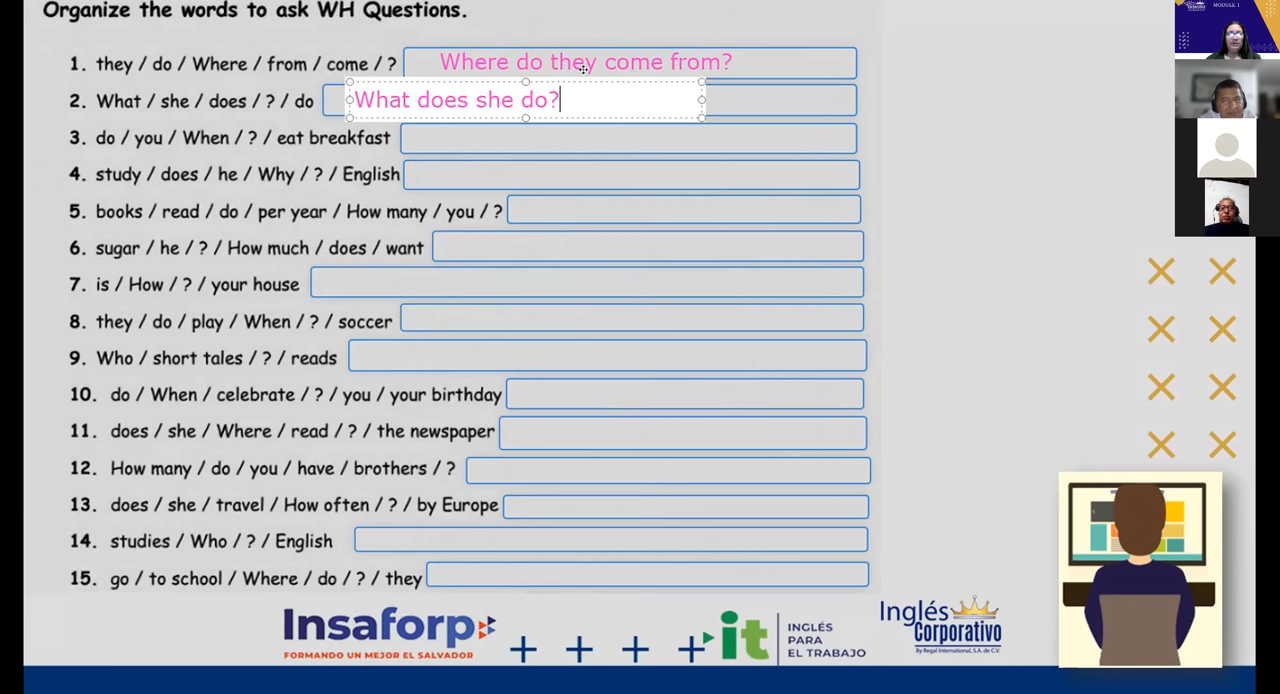 Organize the words to ask WH Questions.
1. they / do / Where / from / come / ? Where do they come from?
2. What / she / does / ? / do What does she do?
3. do / you / When / ? / eat breakfast
4. study / does / he / Why / ? / English
5. books / read / do / per year / How many / you / ?
6. sugar / he / ? / How much / does / want
7. is / How / ? / your house
8. they / do / play / When / ? / soccer
9. Who / short tales / ? / reads
10. do / When / celebrate / ? / you / your birthday
11. does / she / Where / read / ? / the newspaper
12. How many / do / you / have / brothers / ?
13. does / she / travel / How often / ? / by Europe
14. studies / Who / ? / English
15. go / to school / Where / do / ? / they
MODULE 1
Insaforp
FORMANDO UN MEJOR EL SALVADOR
it
INGLÉS
PARA
EL TRABAJO
Inglés
Corporativo
By Regal International, S.A. de C.V.